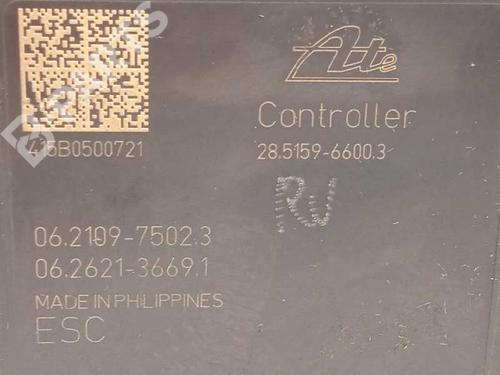 Ate
Controller
415B0500721
28.5159-6600.3
RU
06.2109-7502.3
06.2621-3669.1
MADE IN PHILIPPINES
ESC